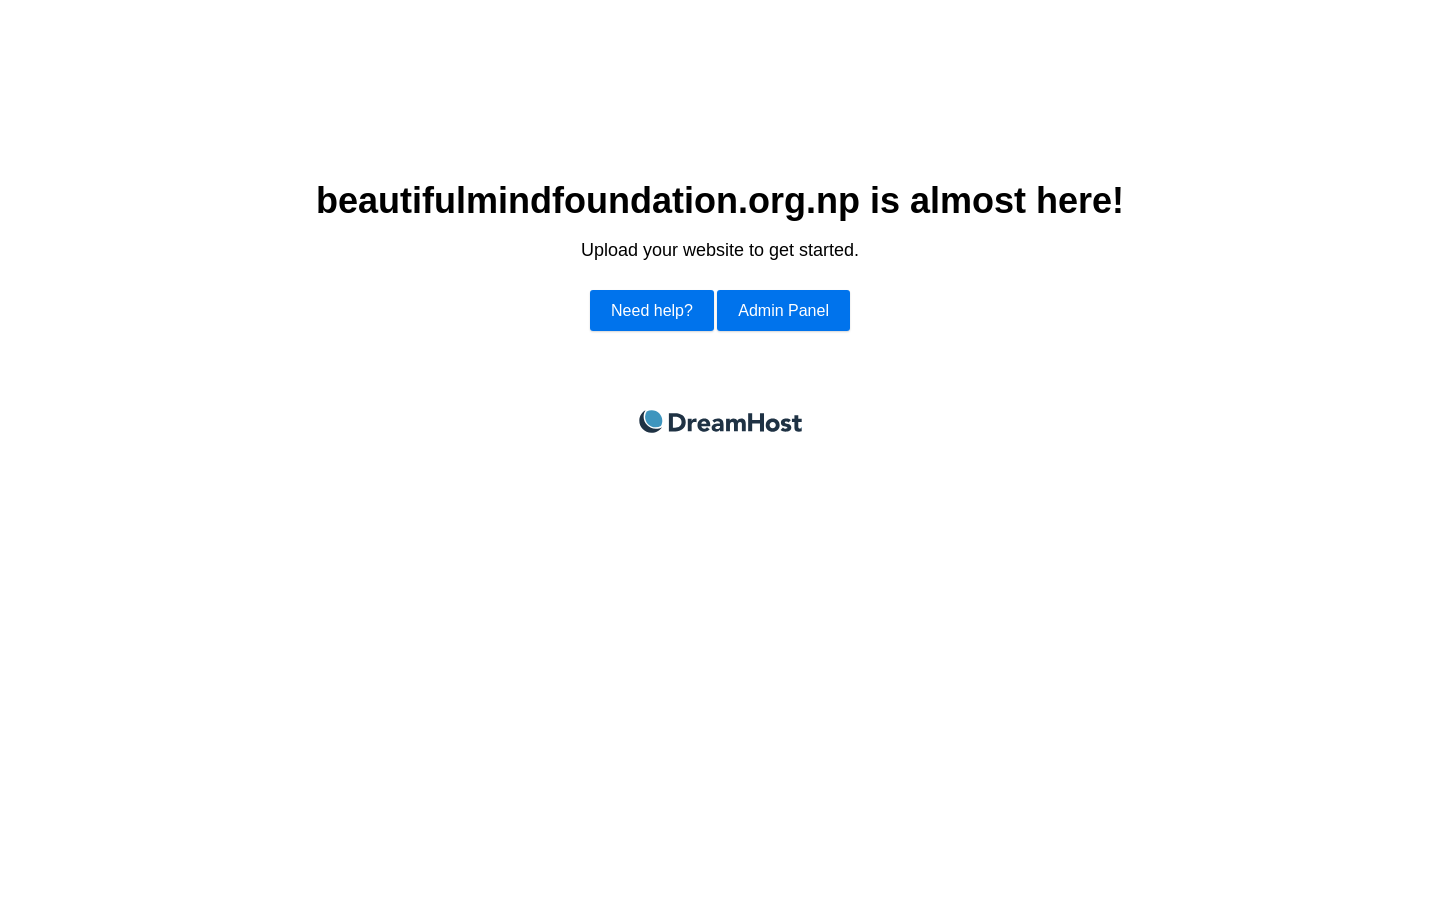 beautifulmindfoundation.org.np is almost here!
Upload your website to get started.
Need help? Admin Panel
DreamHost